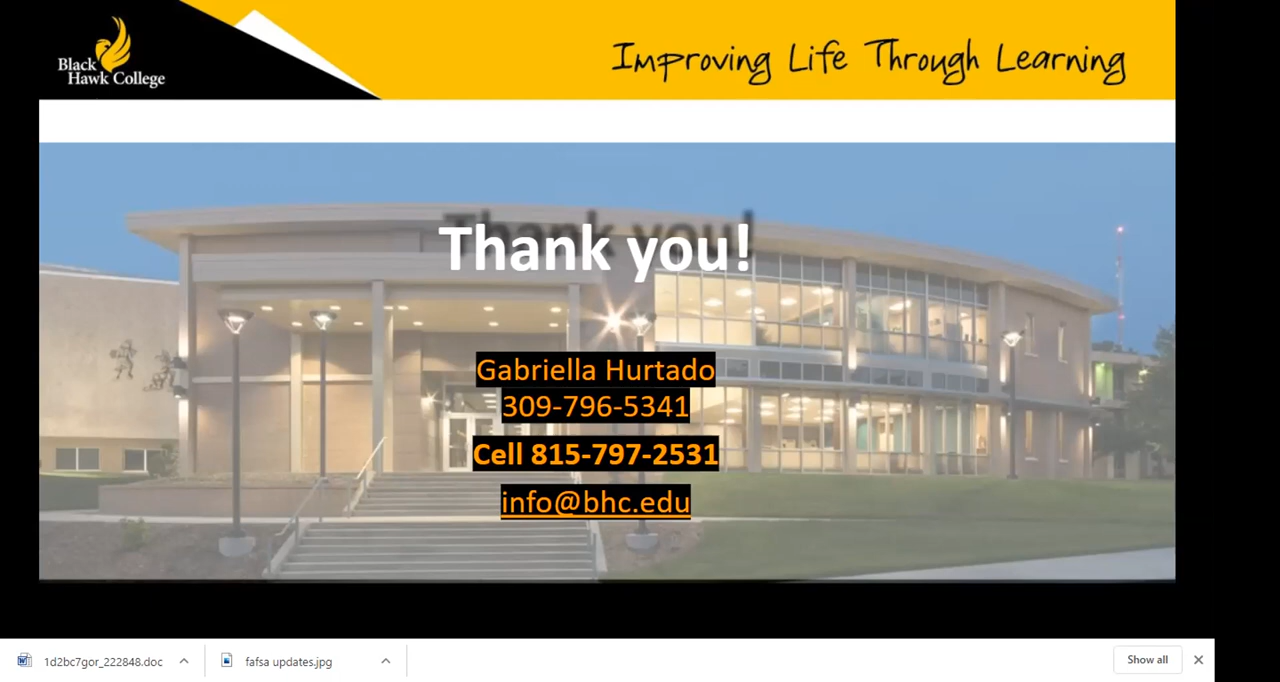 Black
Hawk College
Improving Life Through Learning
Thank you!
Gabriella Hurtado
309-796-5341
Cell 815-797-2531
info@bhc.edu
1d2bc7gor_222848.doc
fafsa updates.jpg
Show all